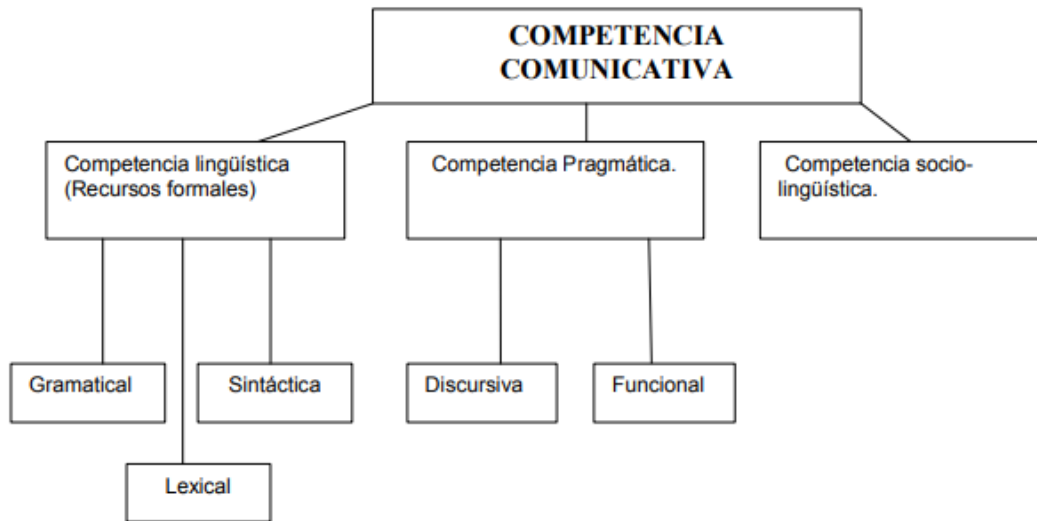 COMPETENCIA
COMUNICATIVA
Competencia lingüística
(Recursos formales)
Competencia Pragmática.
Competencia socio-
lingüística.
Gramatical
Sintáctica
Discursiva
Funcional
Lexical